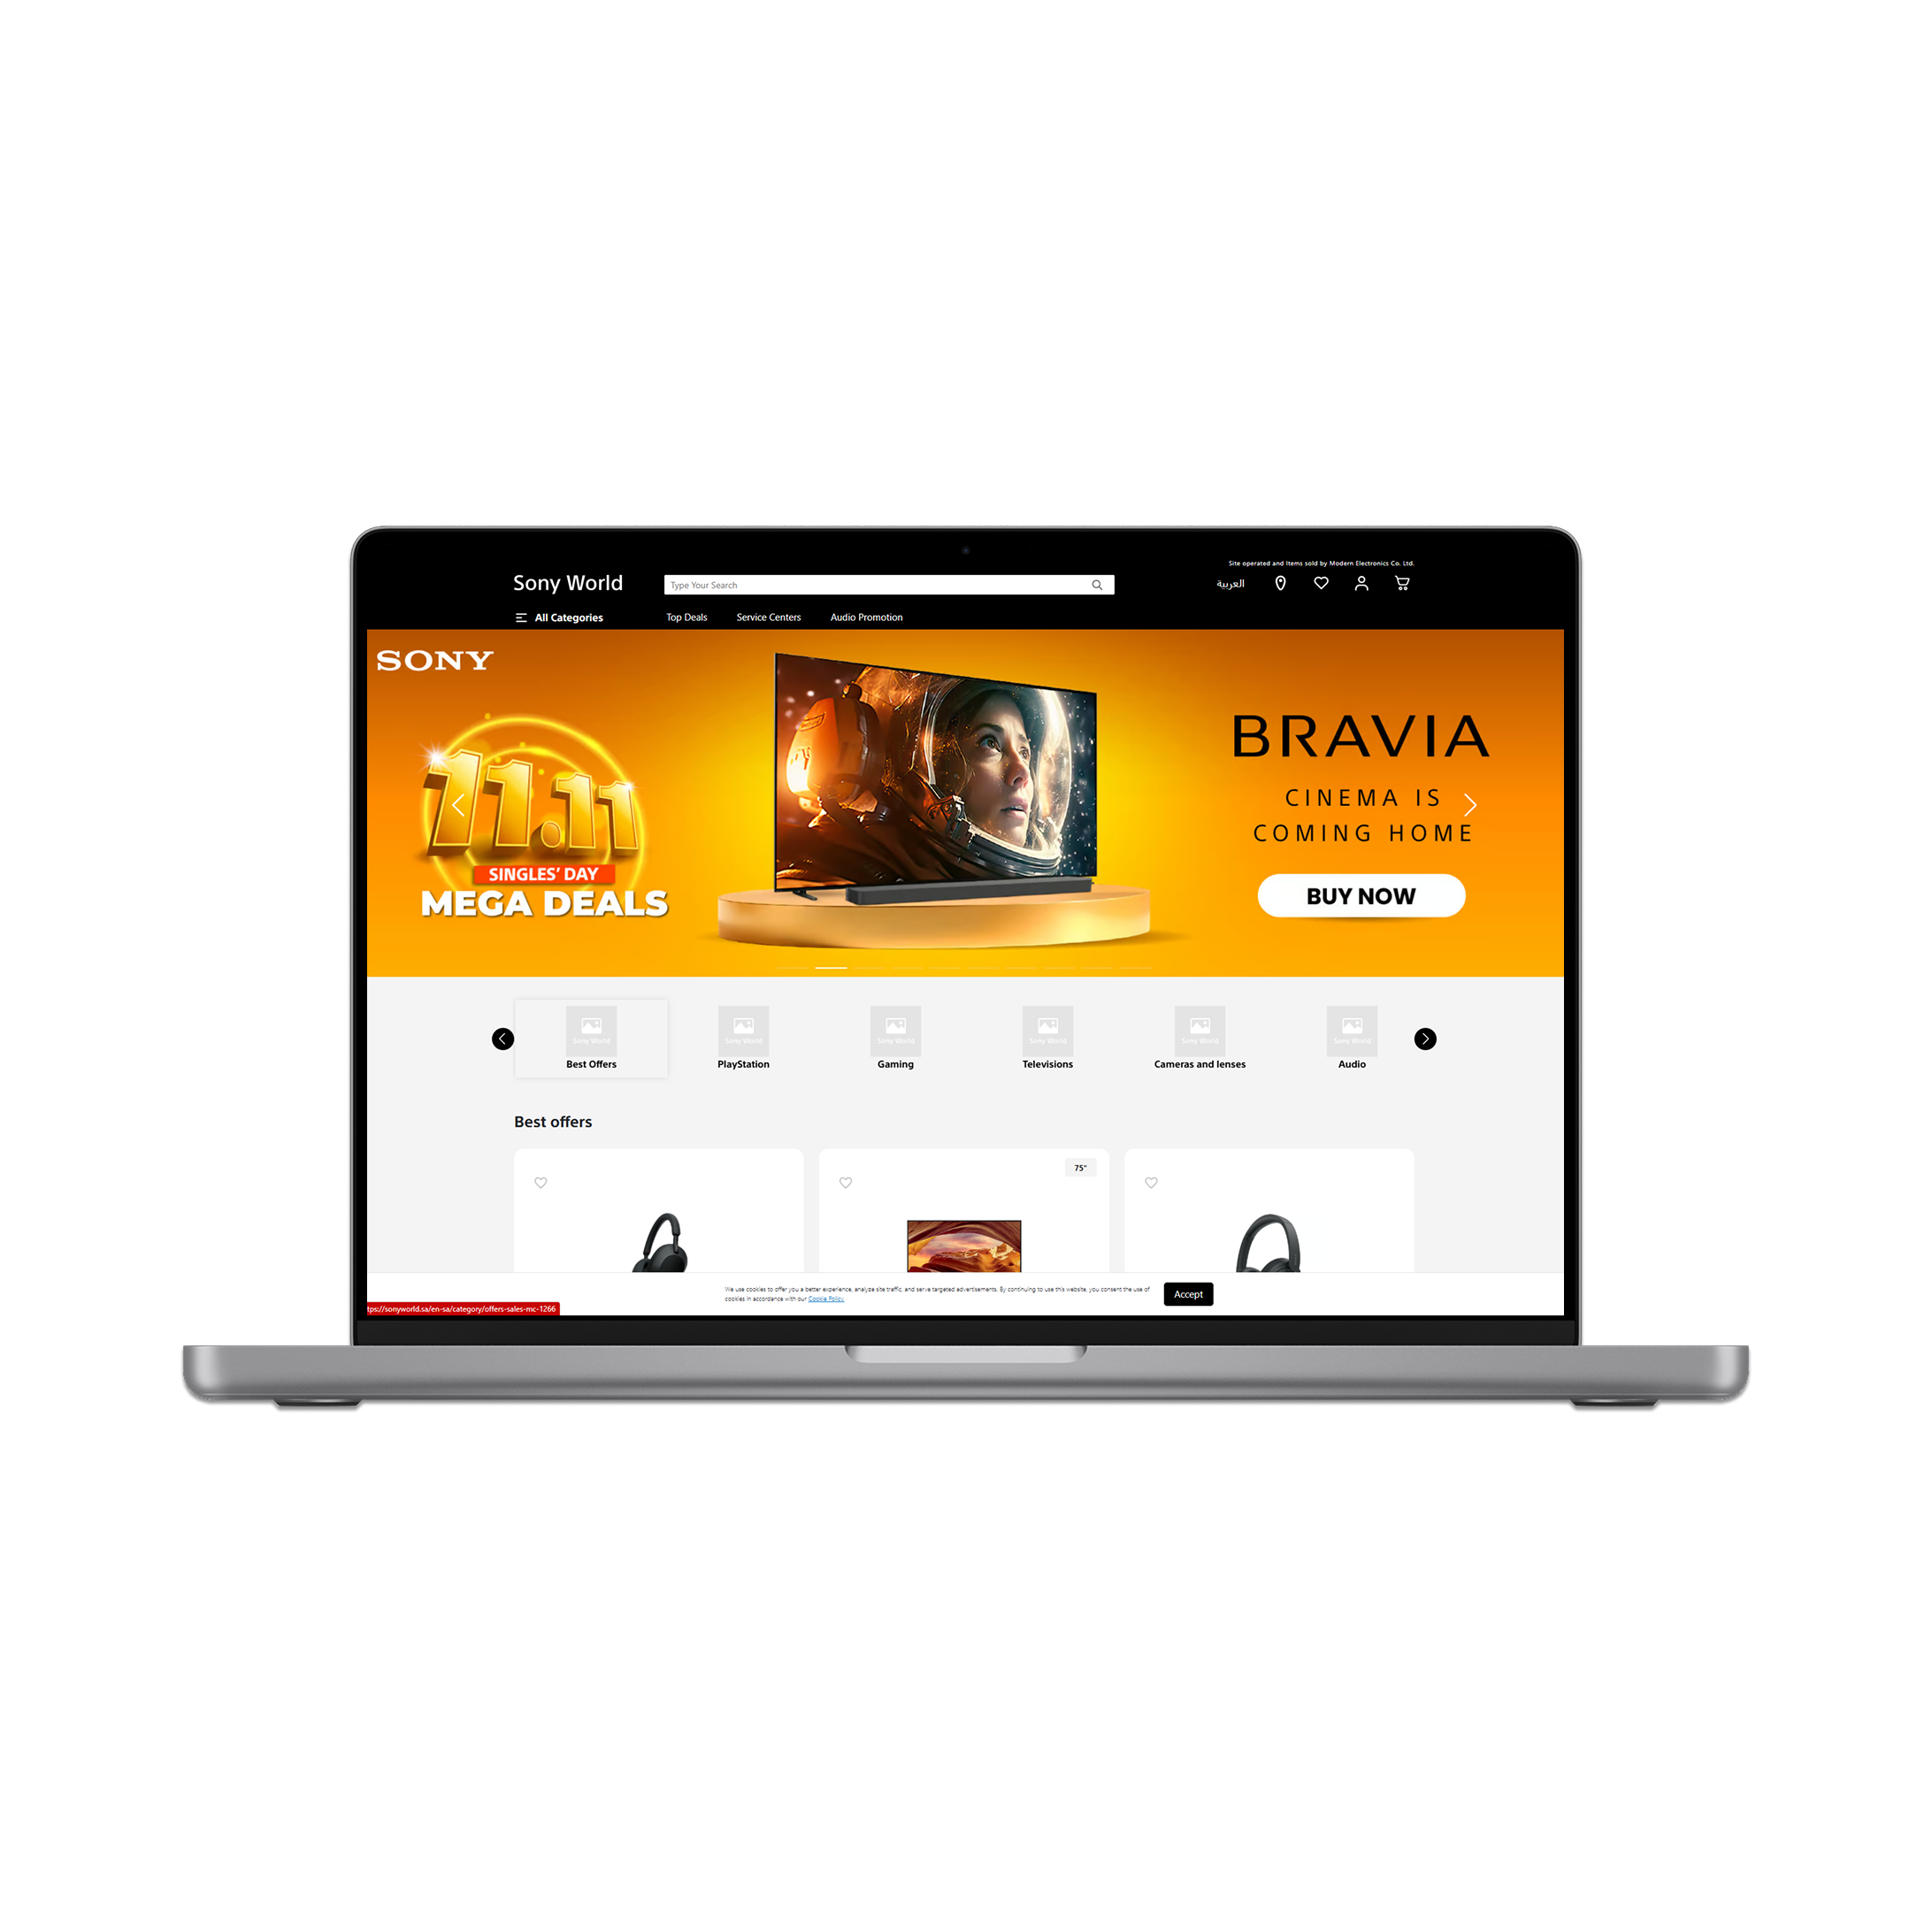 Site operated and Items sold by Modern Electronics Co. Ltd.
Sony World
Type Your Search
العربية
All Categories
Top Deals
Service Centers
Audio Promotion
SONY
11.11
SINGLES' DAY
MEGA DEALS
BRAVIA
CINEMA IS
COMING HOME
BUY NOW
Sony World
Sony World
Sony World
Sony World
Sony World
Sony World
Best Offers
PlayStation
Gaming
Televisions
Cameras and lenses
Audio
Best offers
75"
We use cookies to offer you a better experience, analyze site traffic, and serve targeted advertisements. By continuing to use this website, you consent the use of
cookies in accordance with our Cookie Policy.
Accept
tps://sonyworld.sa/en-sa/category/offers-sales-mc-1266